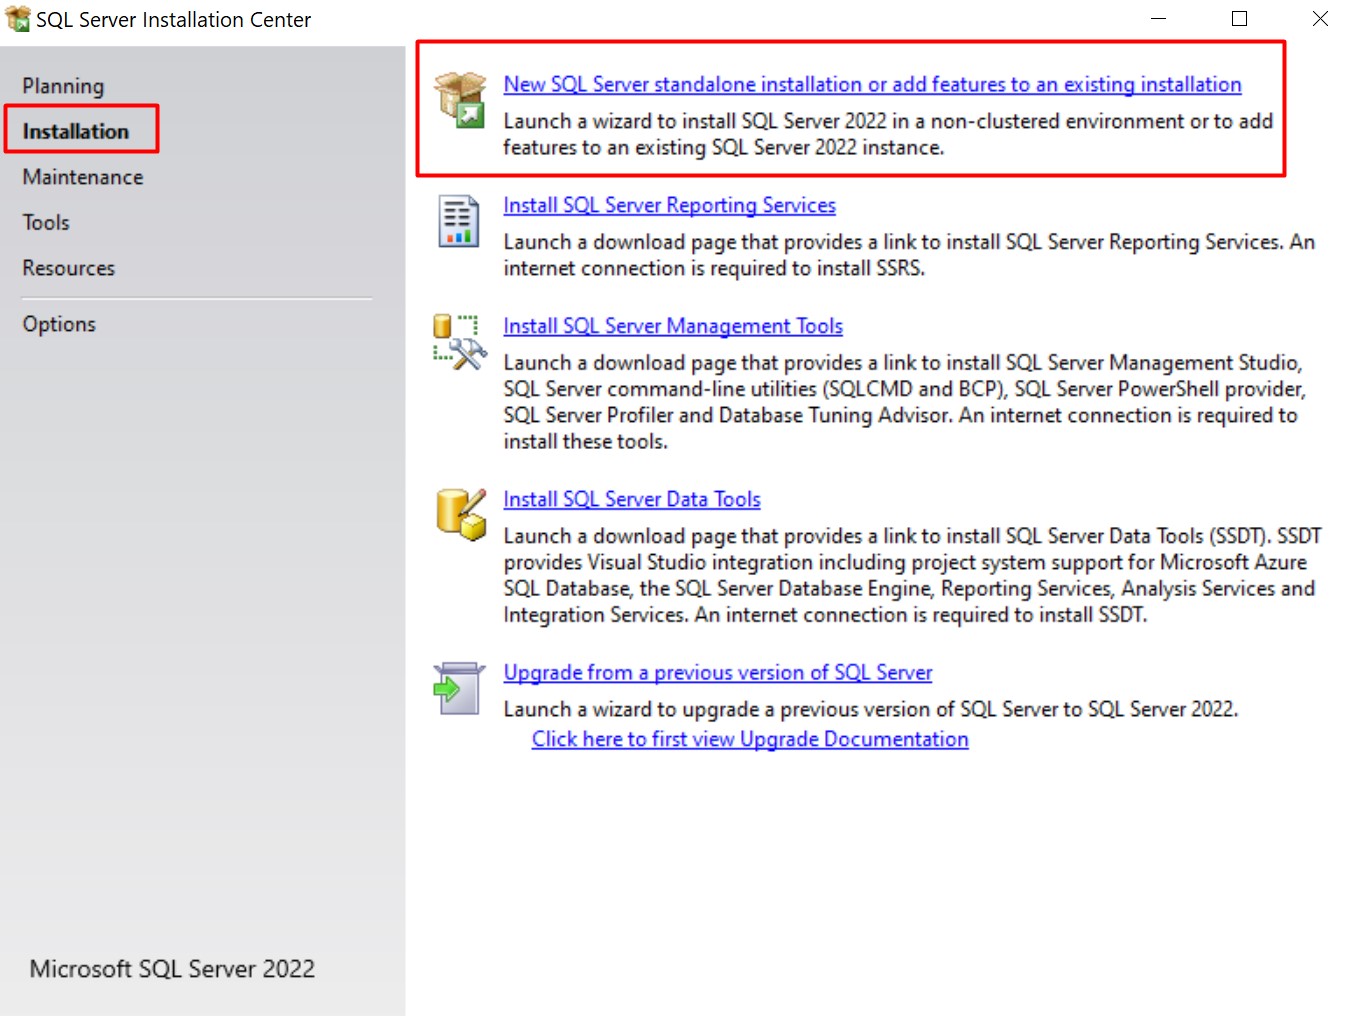 SQL Server Installation Center
Planning
Installation
Maintenance
Tools
Resources
Options
Microsoft SQL Server 2022
New SQL Server standalone installation or add features to an existing installation
Launch a wizard to install SQL Server 2022 in a non-clustered environment or to add
features to an existing SQL Server 2022 instance.
Install SQL Server Reporting Services
Launch a download page that provides a link to install SQL Server Reporting Services. An
internet connection is required to install SSRS.
Install SQL Server Management Tools
Launch a download page that provides a link to install SQL Server Management Studio,
SQL Server command-line utilities (SQLCMD and BCP), SQL Server PowerShell provider,
SQL Server Profiler and Database Tuning Advisor. An internet connection is required to
install these tools.
Install SQL Server Data Tools
Launch a download page that provides a link to install SQL Server Data Tools (SSDT). SSDT
provides Visual Studio integration including project system support for Microsoft Azure
SQL Database, the SQL Server Database Engine, Reporting Services, Analysis Services and
Integration Services. An internet connection is required to install SSDT.
Upgrade from a previous version of SQL Server
Launch a wizard to upgrade a previous version of SQL Server to SQL Server 2022.
Click here to first view Upgrade Documentation